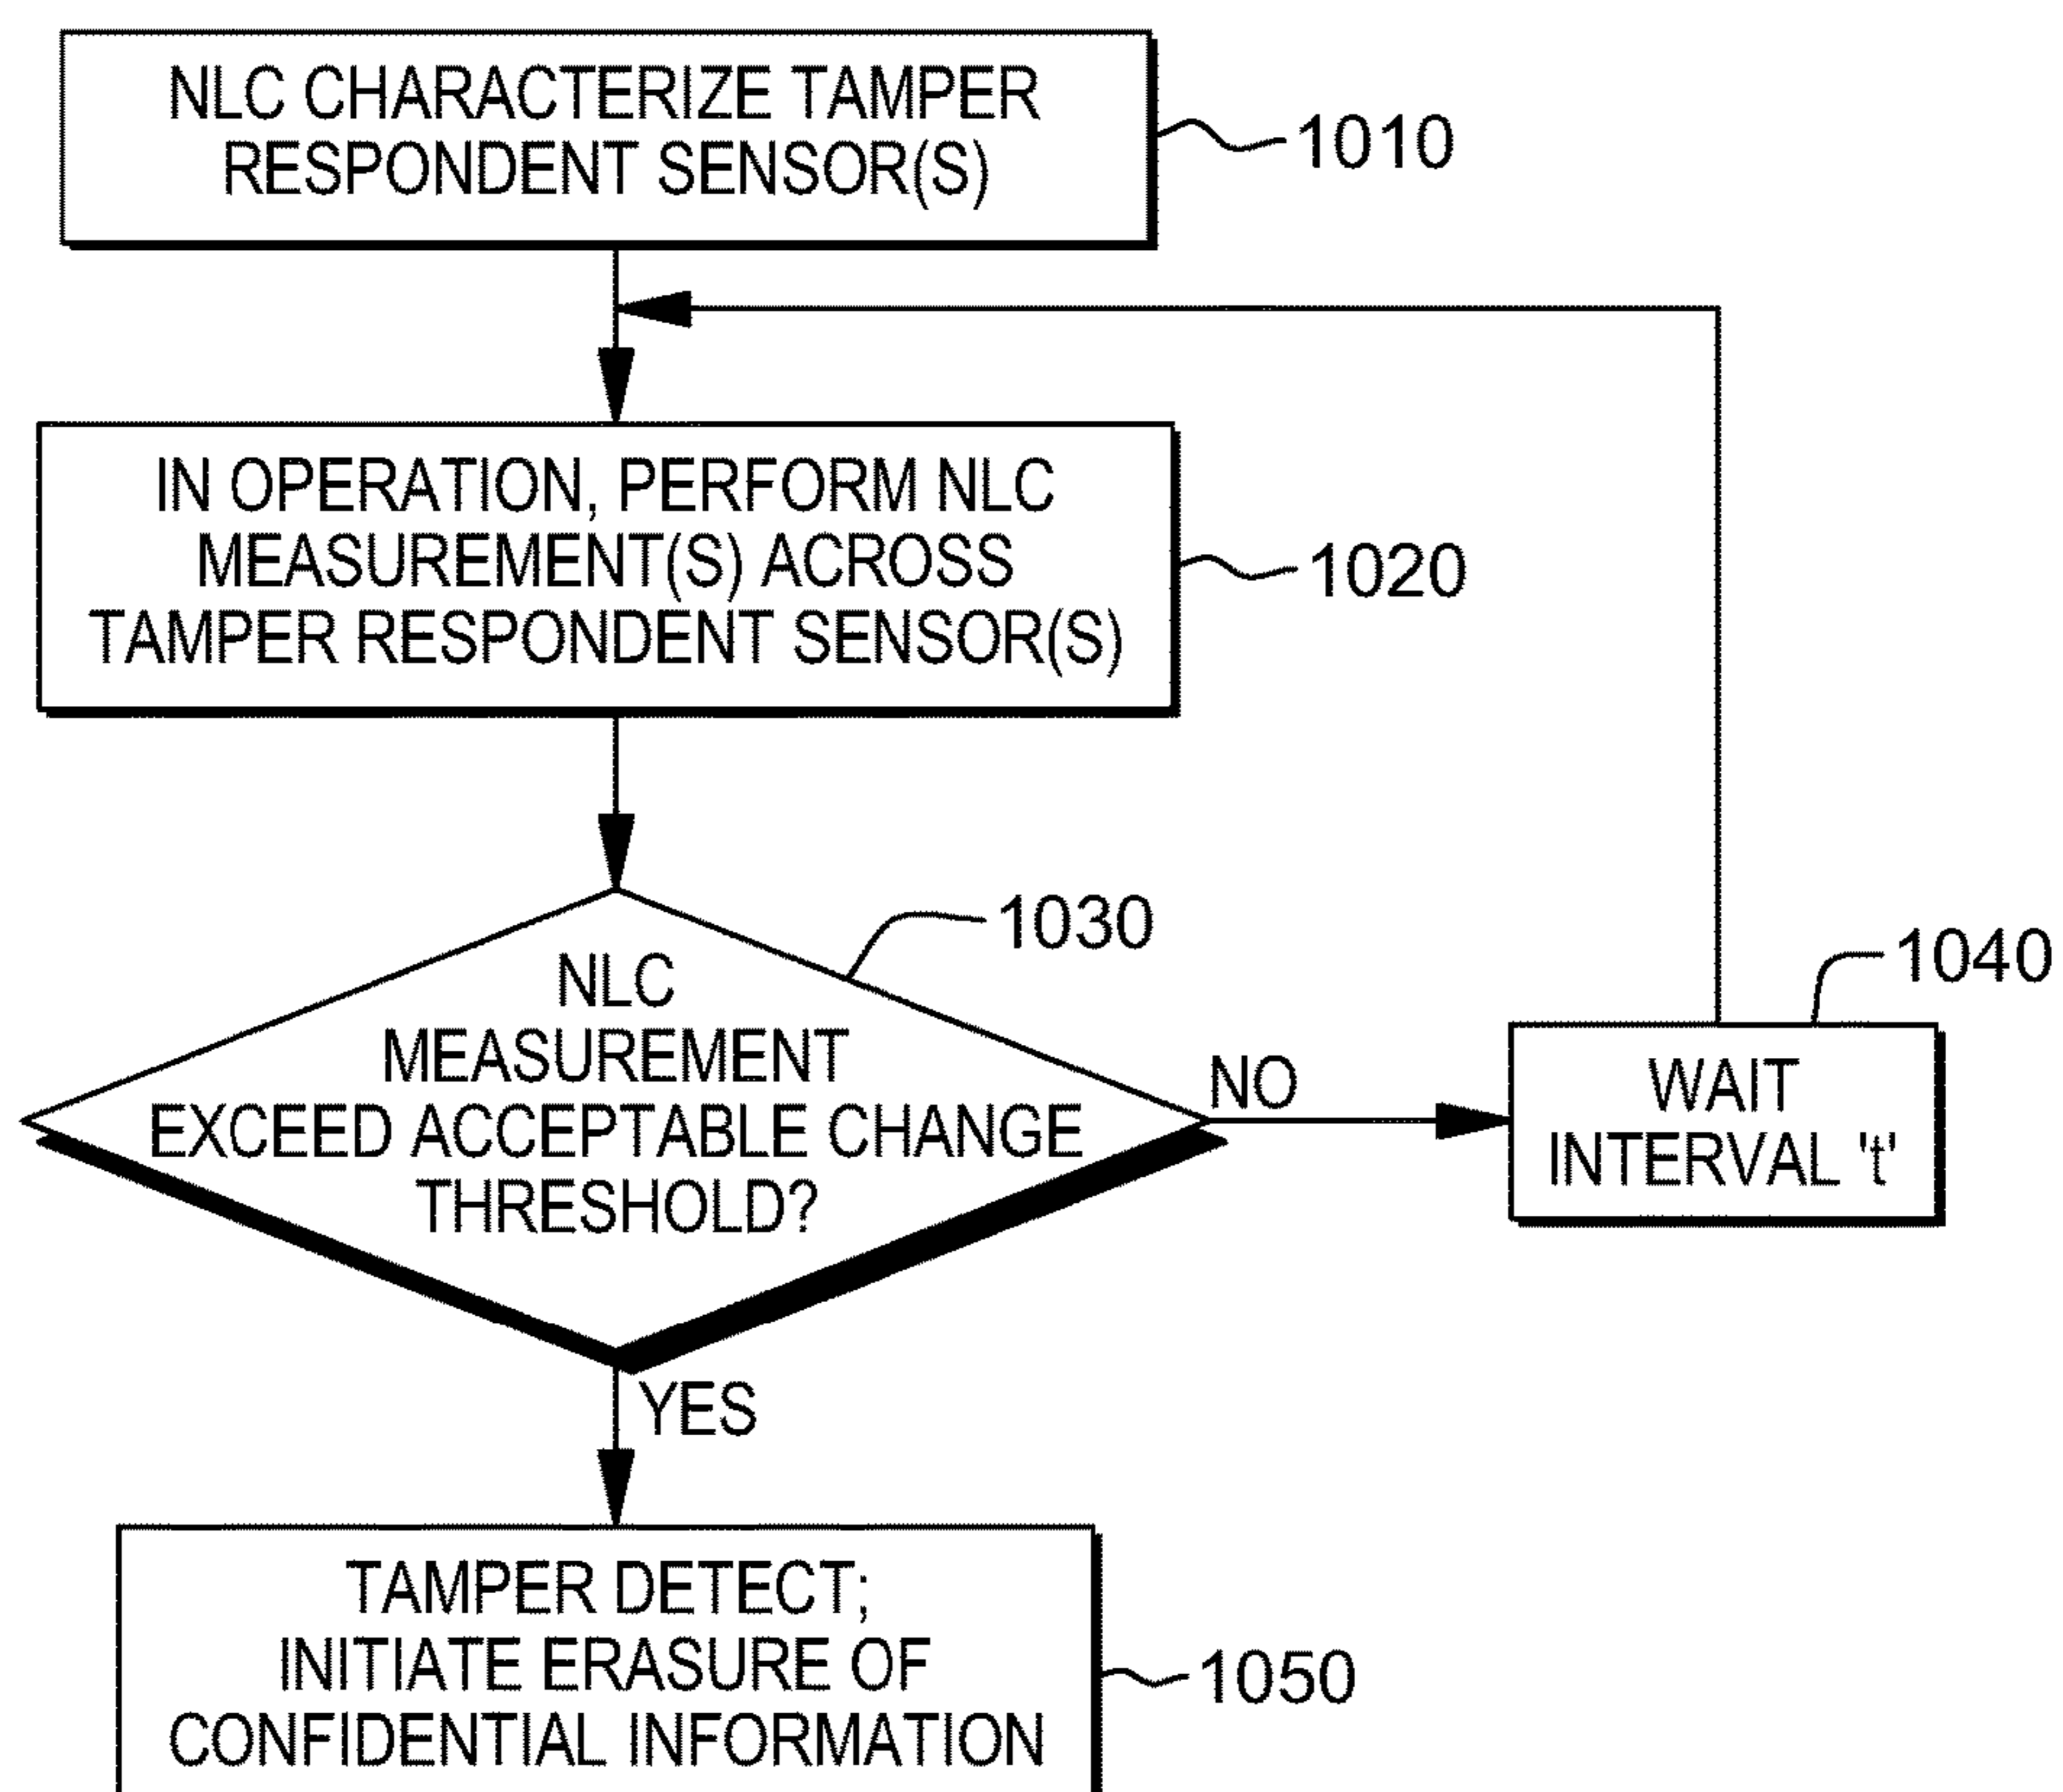 NLC CHARACTERIZE TAMPER
RESPONDENT SENSOR(S)
1010
IN OPERATION, PERFORM NLC
MEASUREMENT(S) ACROSS
TAMPER RESPONDENT SENSOR(S)
1020
NLC
MEASUREMENT
EXCEED ACCEPTABLE CHANGE
THRESHOLD?
1030
NO
WAIT
INTERVAL 't'
1040
YES
TAMPER DETECT;
INITIATE ERASURE OF
CONFIDENTIAL INFORMATION
1050